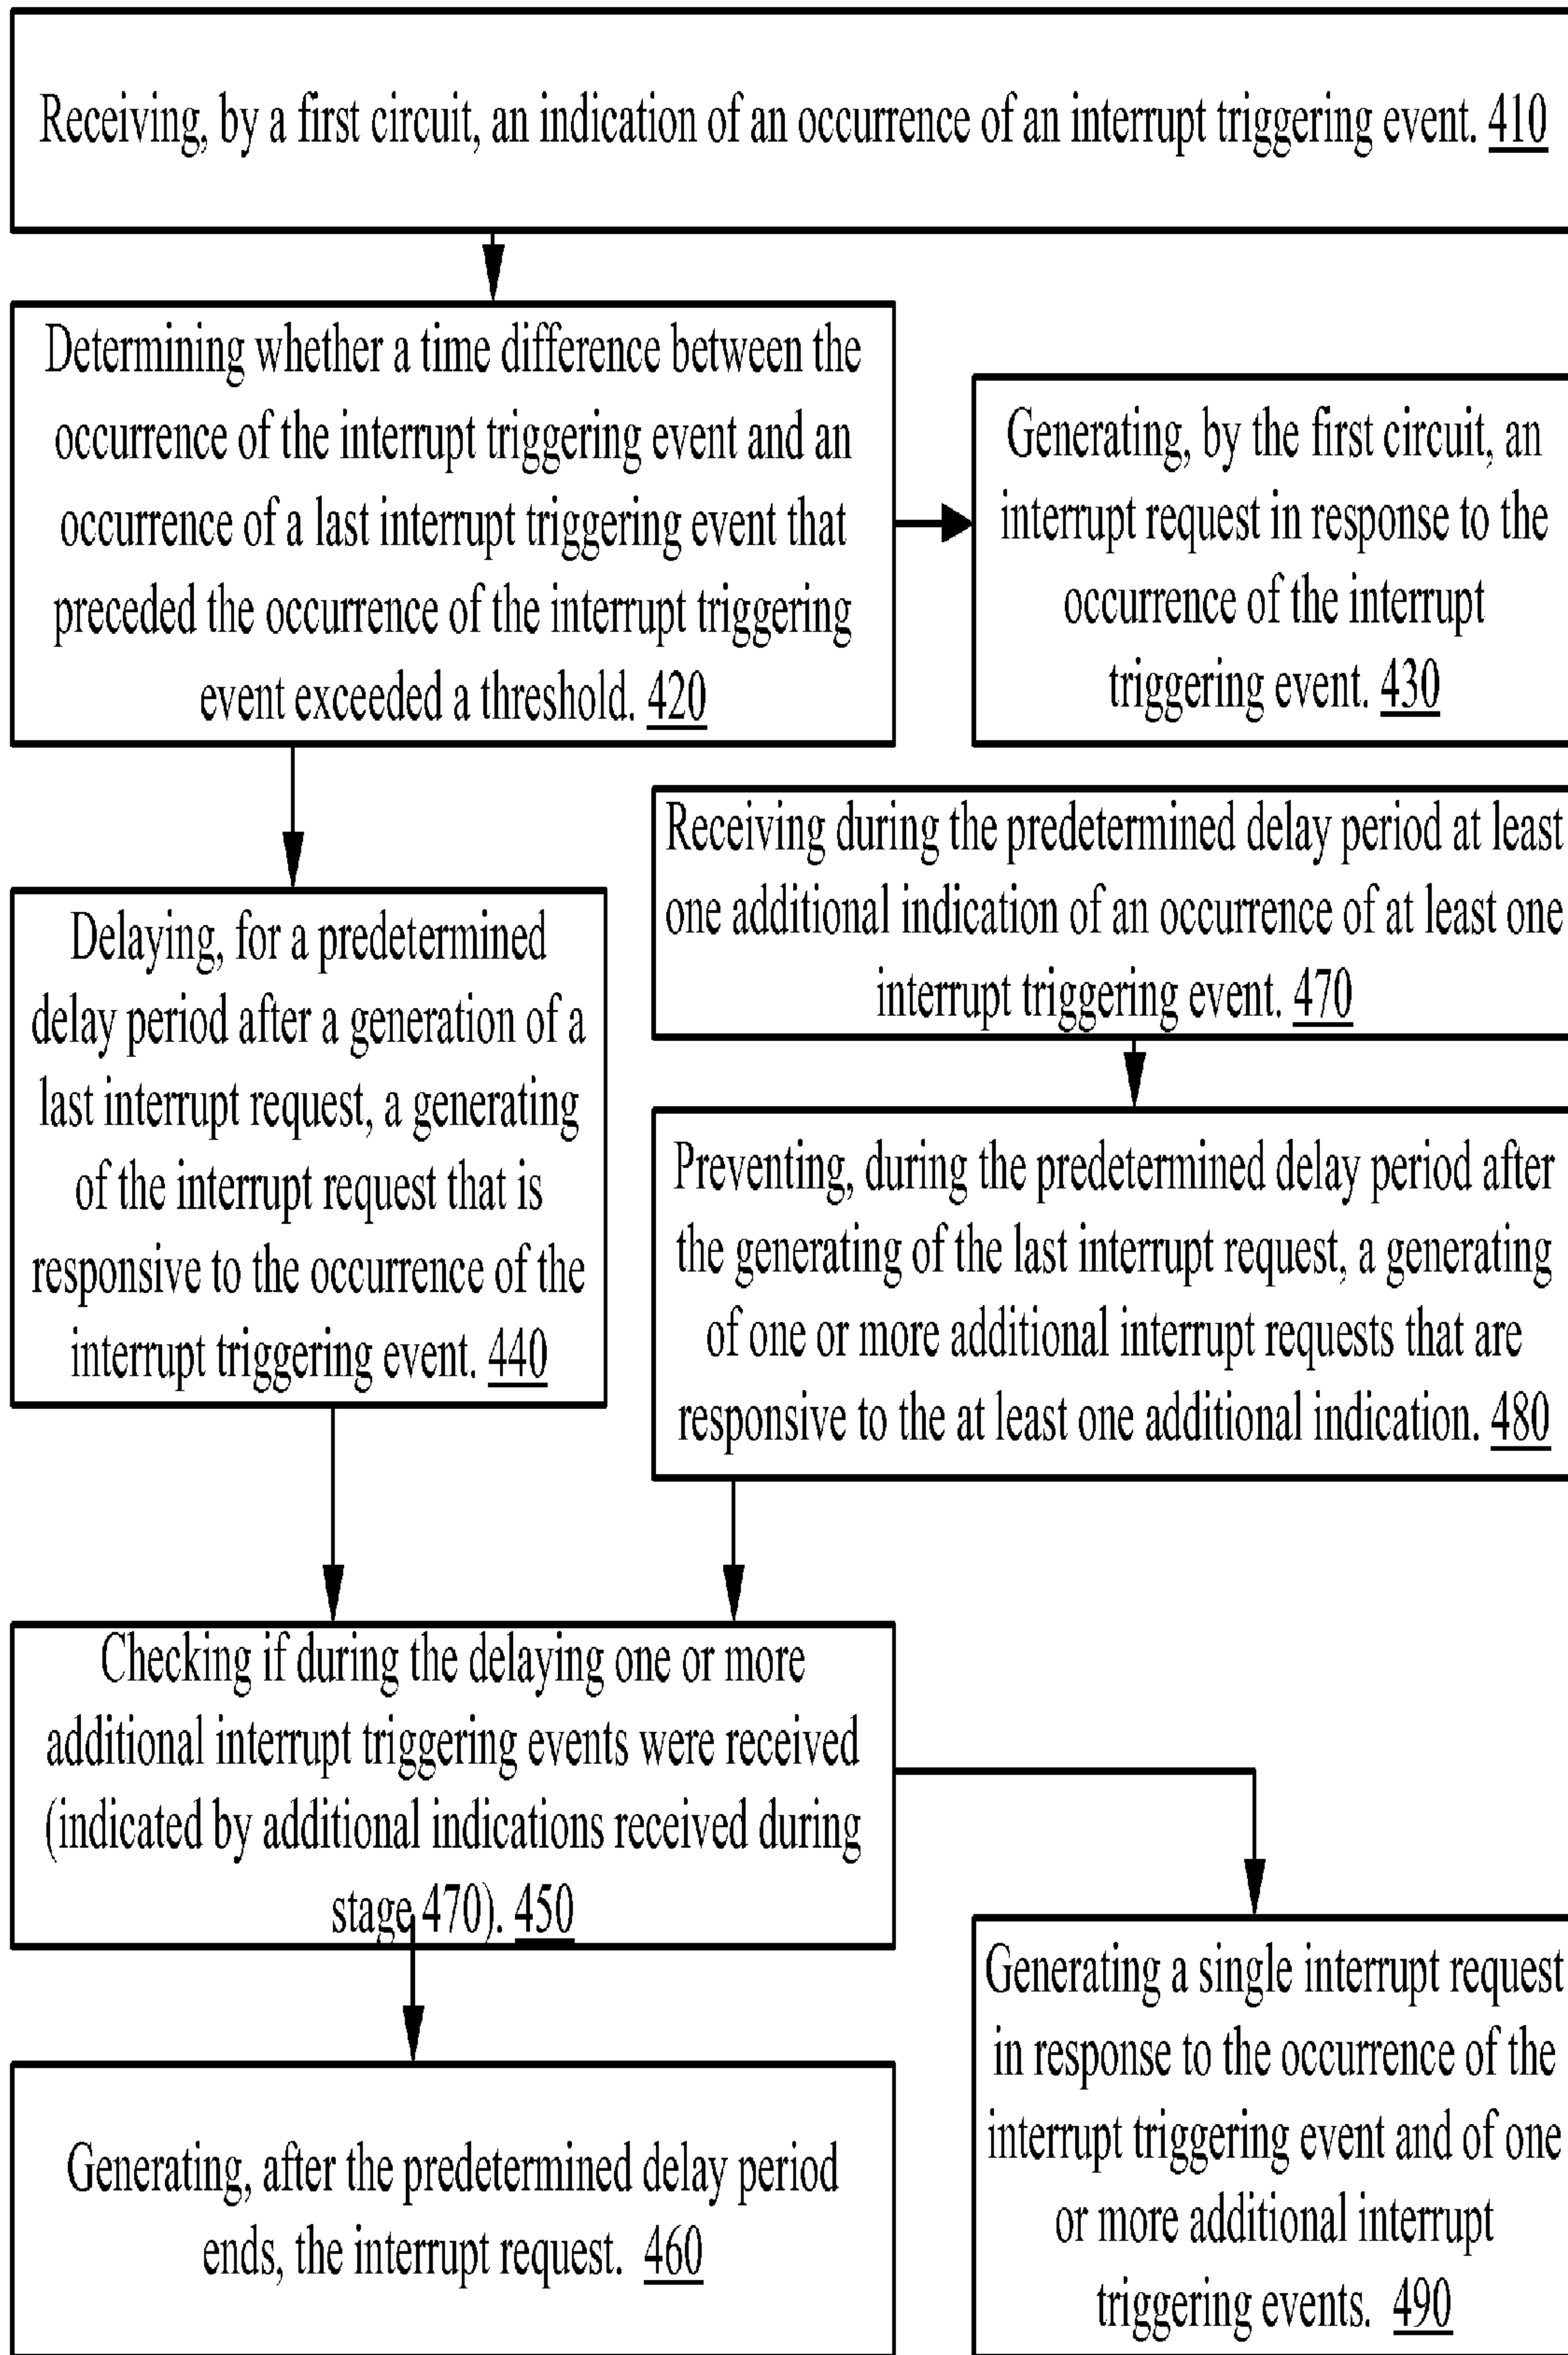 Receiving, by a first circuit, an indication of an occurrence of an interrupt triggering event. 410
Determining whether a time difference between the
occurrence of the interrupt triggering event and an
occurrence of a last interrupt triggering event that
preceded the occurrence of the interrupt triggering
event exceeded a threshold. 420
Generating, by the first circuit, an
interrupt request in response to the
occurrence of the interrupt
triggering event. 430
Delaying, for a predetermined
delay period after a generation of a
last interrupt request, a generating
of the interrupt request that is
responsive to the occurrence of the
interrupt triggering event. 440
Receiving during the predetermined delay period at least
one additional indication of an occurrence of at least one
interrupt triggering event. 470
Preventing, during the predetermined delay period after
the generating of the last interrupt request, a generating
of one or more additional interrupt requests that are
responsive to the at least one additional indication. 480
Checking if during the delaying one or more
additional interrupt triggering events were received
(indicated by additional indications received during
stage 470). 450
Generating, after the predetermined delay period
ends, the interrupt request. 460
Generating a single interrupt request
in response to the occurrence of the
interrupt triggering event and of one
or more additional interrupt
triggering events. 490